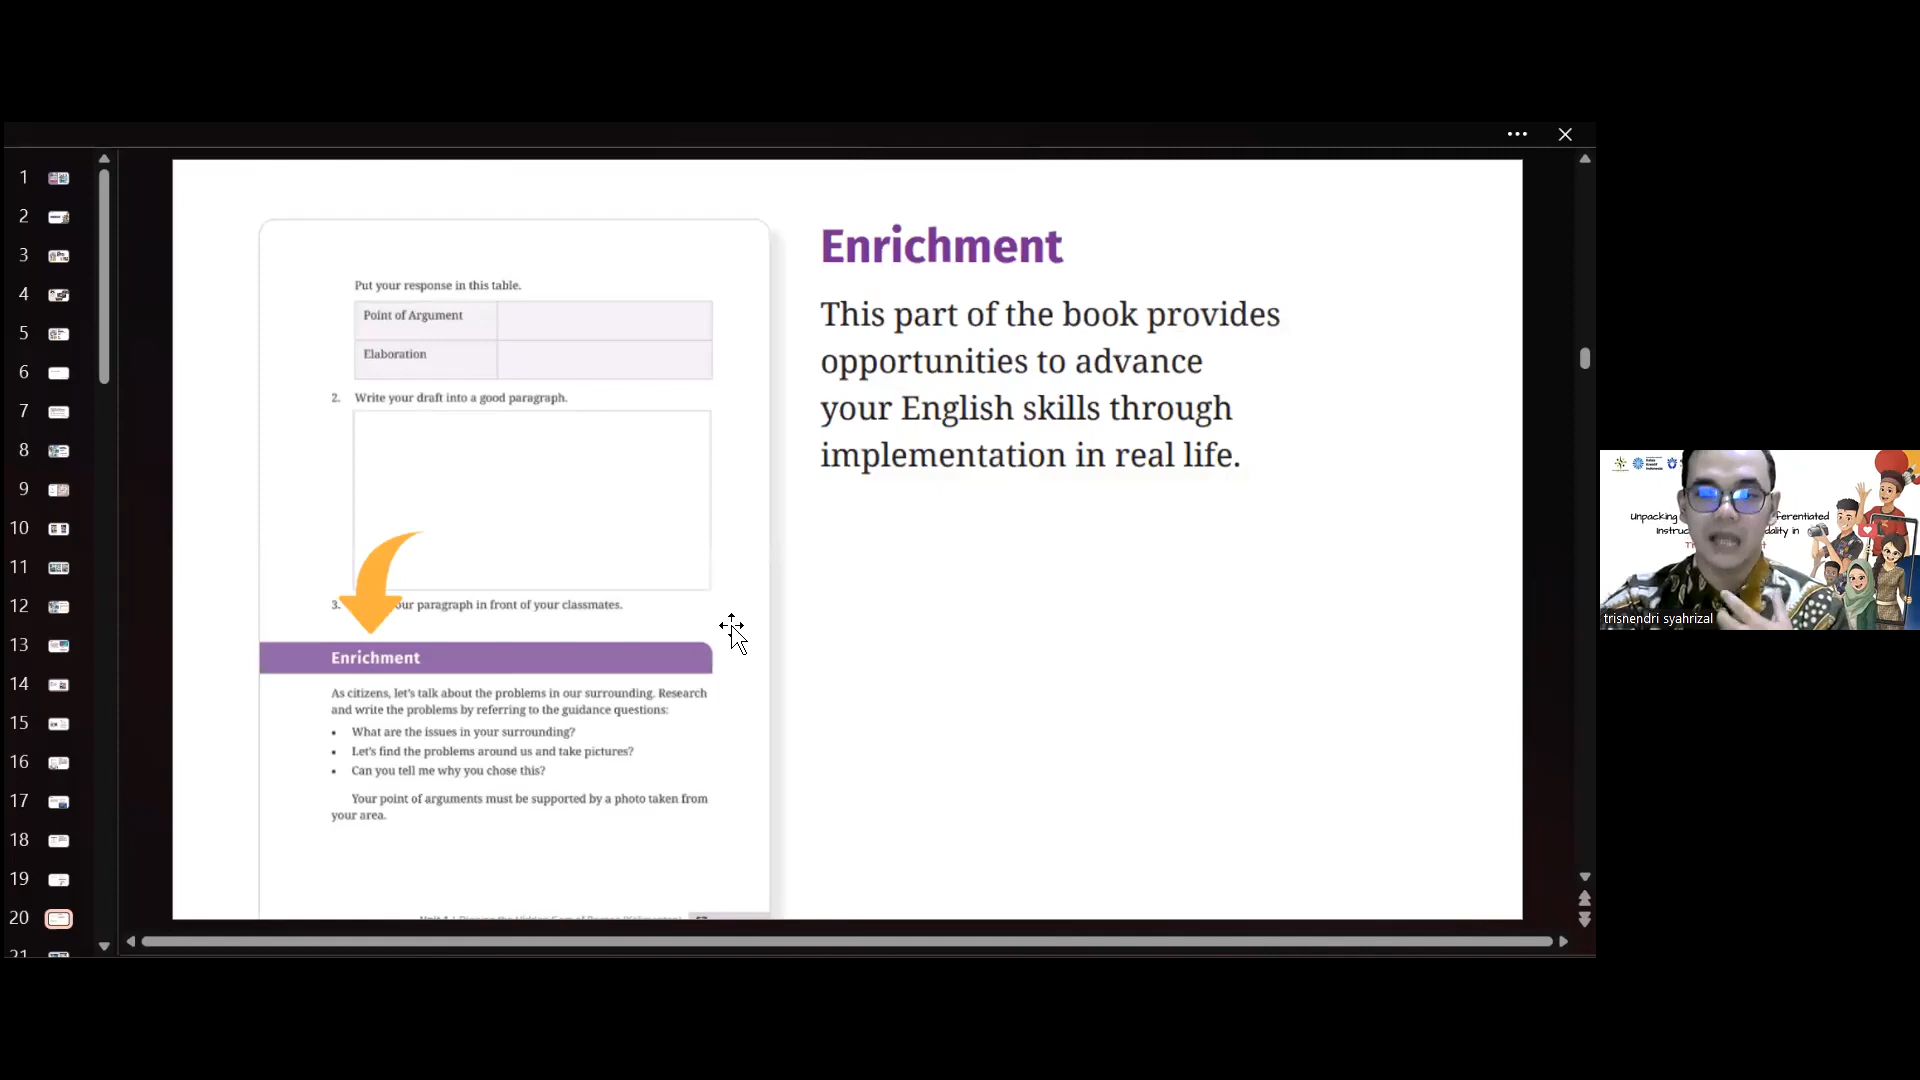 1
2
3
4
5
6
7
8
9
10
11
12
13
14
15
16
17
18
19
20
21
Put your response in this table.
Point of Argument
Elaboration
2. Write your draft into a good paragraph.
3. our paragraph in front of your classmates.
Enrichment
As citizens, let's talk about the problems in our surrounding. Research
and write the problems by referring to the guidance questions:
• What are the issues in your surrounding?
• Let's find the problems around us and take pictures?
• Can you tell me why you chose this?
Your point of arguments must be supported by a photo taken from
your area.
Enrichment
This part of the book provides
opportunities to advance
your English skills through
implementation in real life.
Unpacking ferentiated
Instruc dality in
trisnendri syahrizal